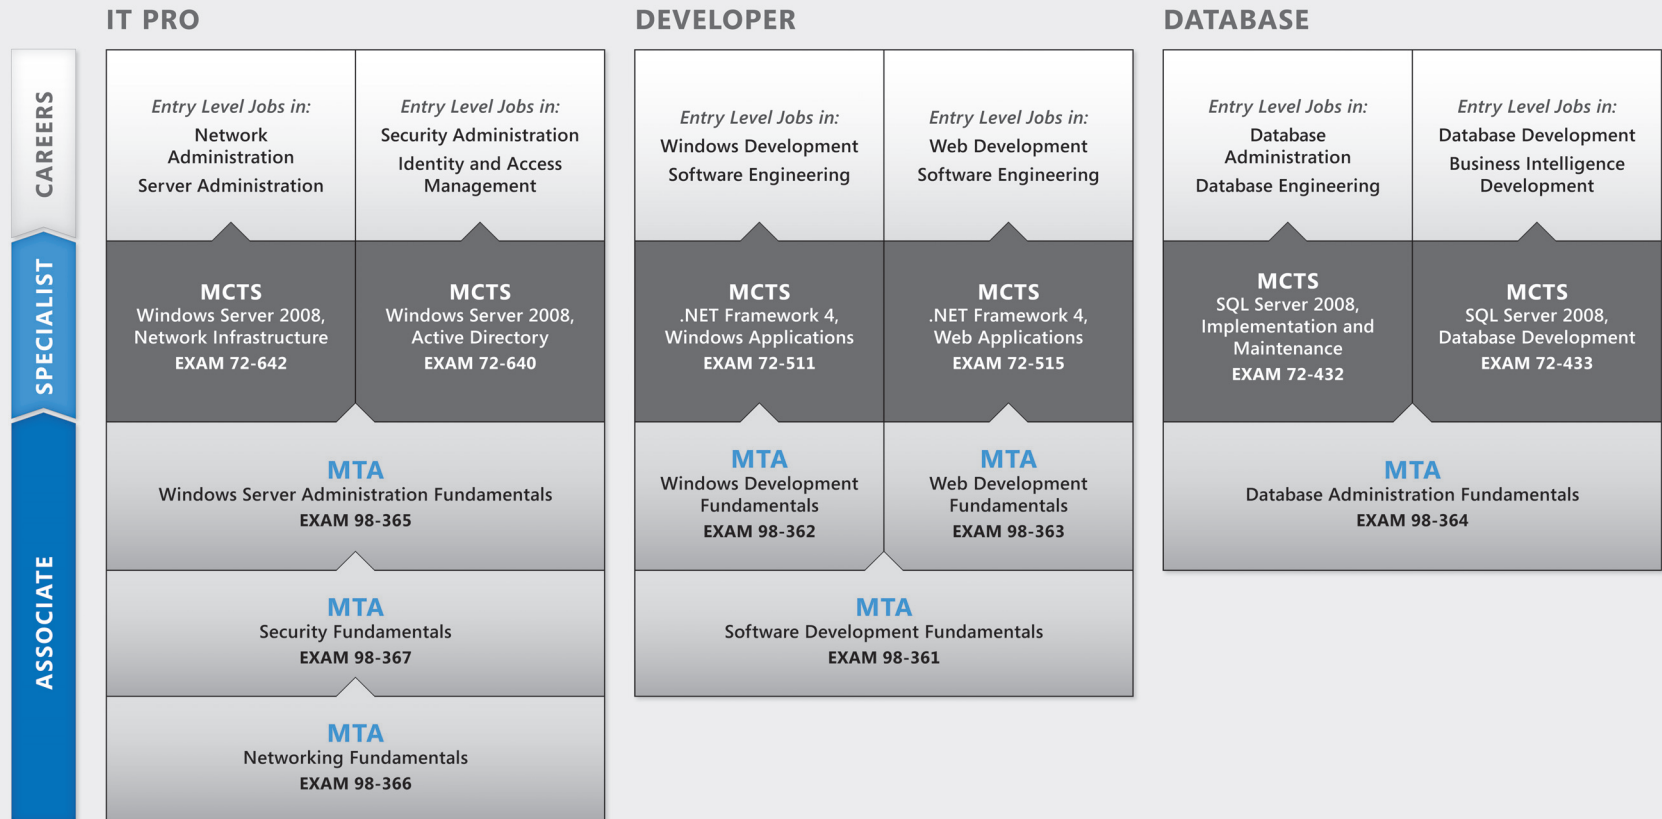 IT PRO
DEVELOPER
DATABASE
CAREERS
SPECIALIST
ASSOCIATE
Entry Level Jobs in:
Network
Administration
Server Administration
Entry Level Jobs in:
Security Administration
Identity and Access
Management
MCTS
Windows Server 2008,
Network Infrastructure
EXAM 72-642
MCTS
Windows Server 2008,
Active Directory
EXAM 72-640
MTA
Windows Server Administration Fundamentals
EXAM 98-365
MTA
Security Fundamentals
EXAM 98-367
MTA
Networking Fundamentals
EXAM 98-366
Entry Level Jobs in:
Windows Development
Software Engineering
Entry Level Jobs in:
Web Development
Software Engineering
MCTS
.NET Framework 4,
Windows Applications
EXAM 72-511
MCTS
.NET Framework 4,
Web Applications
EXAM 72-515
MTA
Windows Development
Fundamentals
EXAM 98-362
MTA
Web Development
Fundamentals
EXAM 98-363
MTA
Software Development Fundamentals
EXAM 98-361
Entry Level Jobs in:
Database
Administration
Database Engineering
Entry Level Jobs in:
Database Development
Business Intelligence
Development
MCTS
SQL Server 2008,
Implementation and
Maintenance
EXAM 72-432
MCTS
SQL Server 2008,
Database Development
EXAM 72-433
MTA
Database Administration Fundamentals
EXAM 98-364